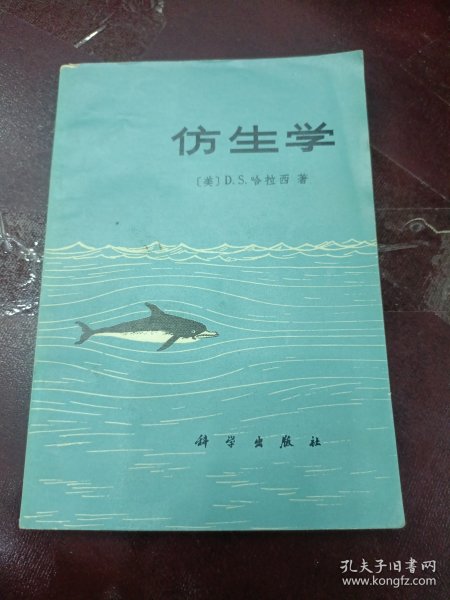 仿生学
〔美〕D.S.哈拉西 著
科学出版社
孔夫子旧书网
www.kongfz.com